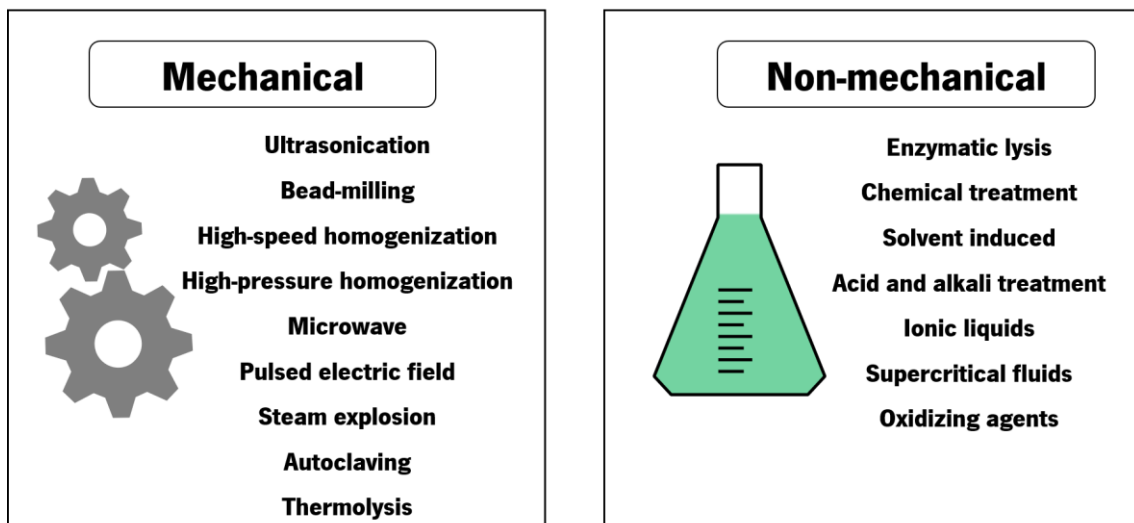 Mechanical
Ultrasonication
Bead-milling
High-speed homogenization
High-pressure homogenization
Microwave
Pulsed electric field
Steam explosion
Autoclaving
Thermolysis
Non-mechanical
Enzymatic lysis
Chemical treatment
Solvent induced
Acid and alkali treatment
Ionic liquids
Supercritical fluids
Oxidizing agents